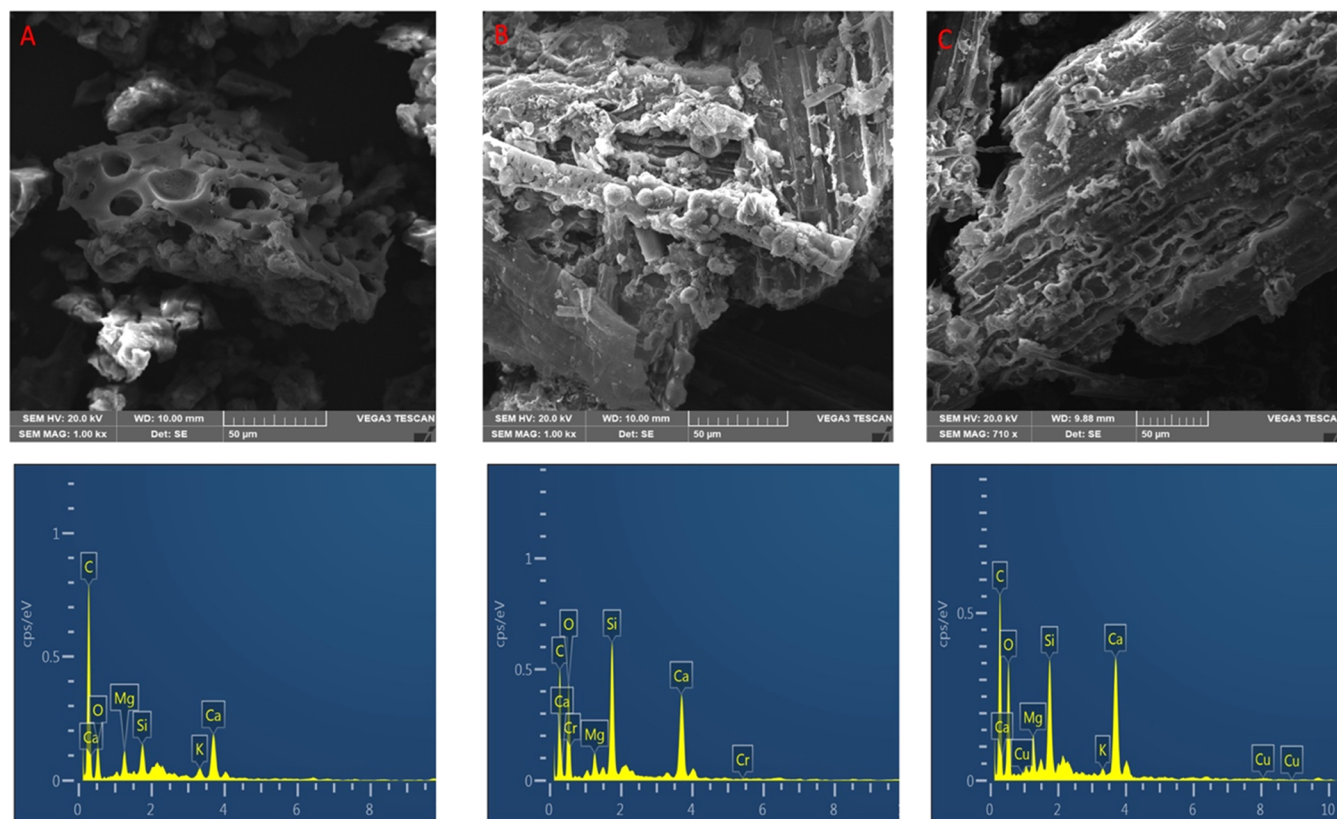 A
SEM HV: 20.0 kV WD: 10.00 mm VEGA3 TESCAN
SEM MAG: 1.00 kx Det: SE 50 µm
B
SEM HV: 20.0 kV WD: 10.00 mm VEGA3 TESCAN
SEM MAG: 1.00 kx Det: SE 50 µm
C
SEM HV: 20.0 kV WD: 9.88 mm VEGA3 TESCAN
SEM MAG: 710 x Det: SE 50 µm
cps/eV
1
0.5
0
C
O
Ca
Mg
Si
K
Ca
0 2 4 6 8
cps/eV
1
0.5
0
O
Si
C
Ca
Ca
Cr
Mg
Cr
0 2 4 6 8
cps/eV
0.5
0
C
O
Si
Ca
Ca
Mg
Cu
K
Cu
Cu
0 2 4 6 8 10